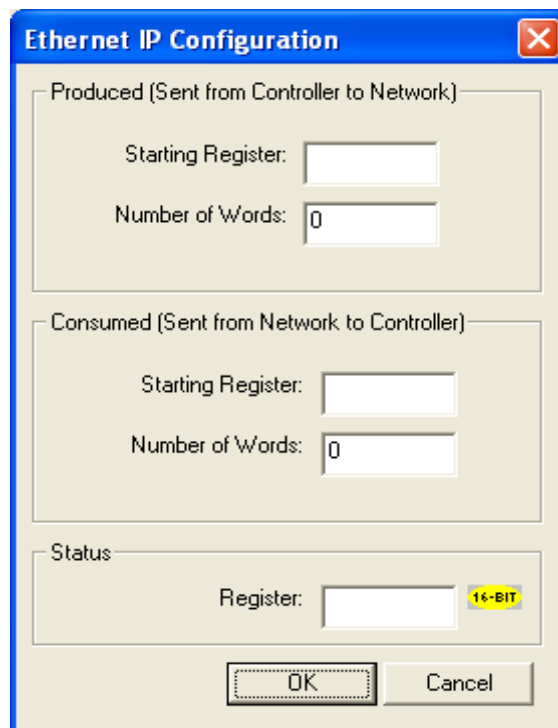 Ethernet IP Configuration
Produced (Sent from Controller to Network)
Starting Register:
Number of Words: 0
Consumed (Sent from Network to Controller)
Starting Register:
Number of Words: 0
Status
Register: 16-BIT
OK Cancel